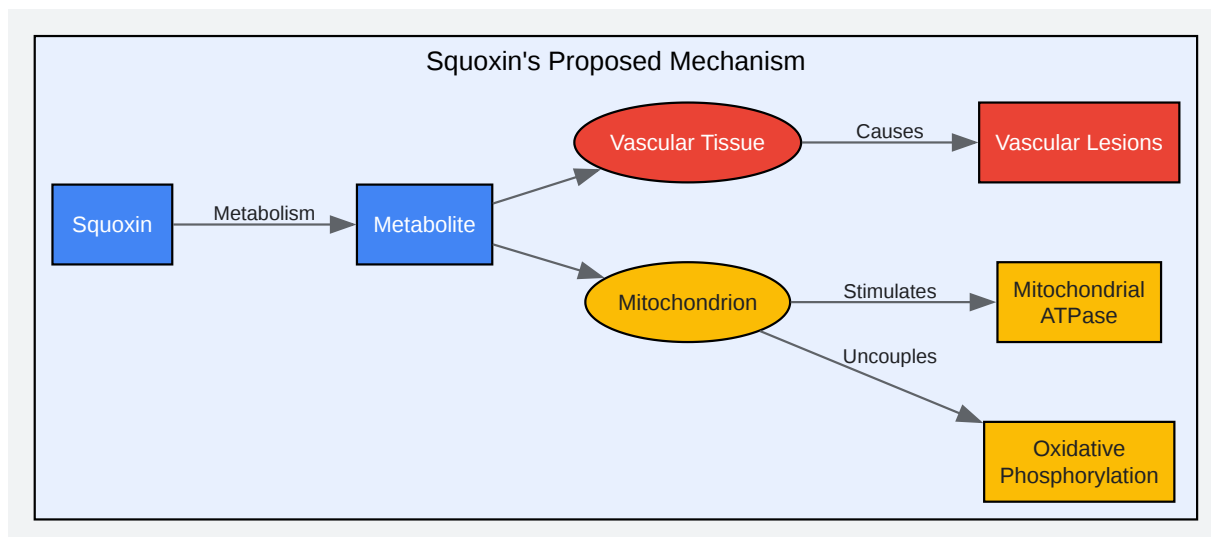 Squoxin's Proposed Mechanism
Squoxin
Metabolism
Metabolite
Vascular Tissue
Causes
Vascular Lesions
Mitochondrion
Stimulates
Mitochondrial
ATPase
Uncouples
Oxidative
Phosphorylation